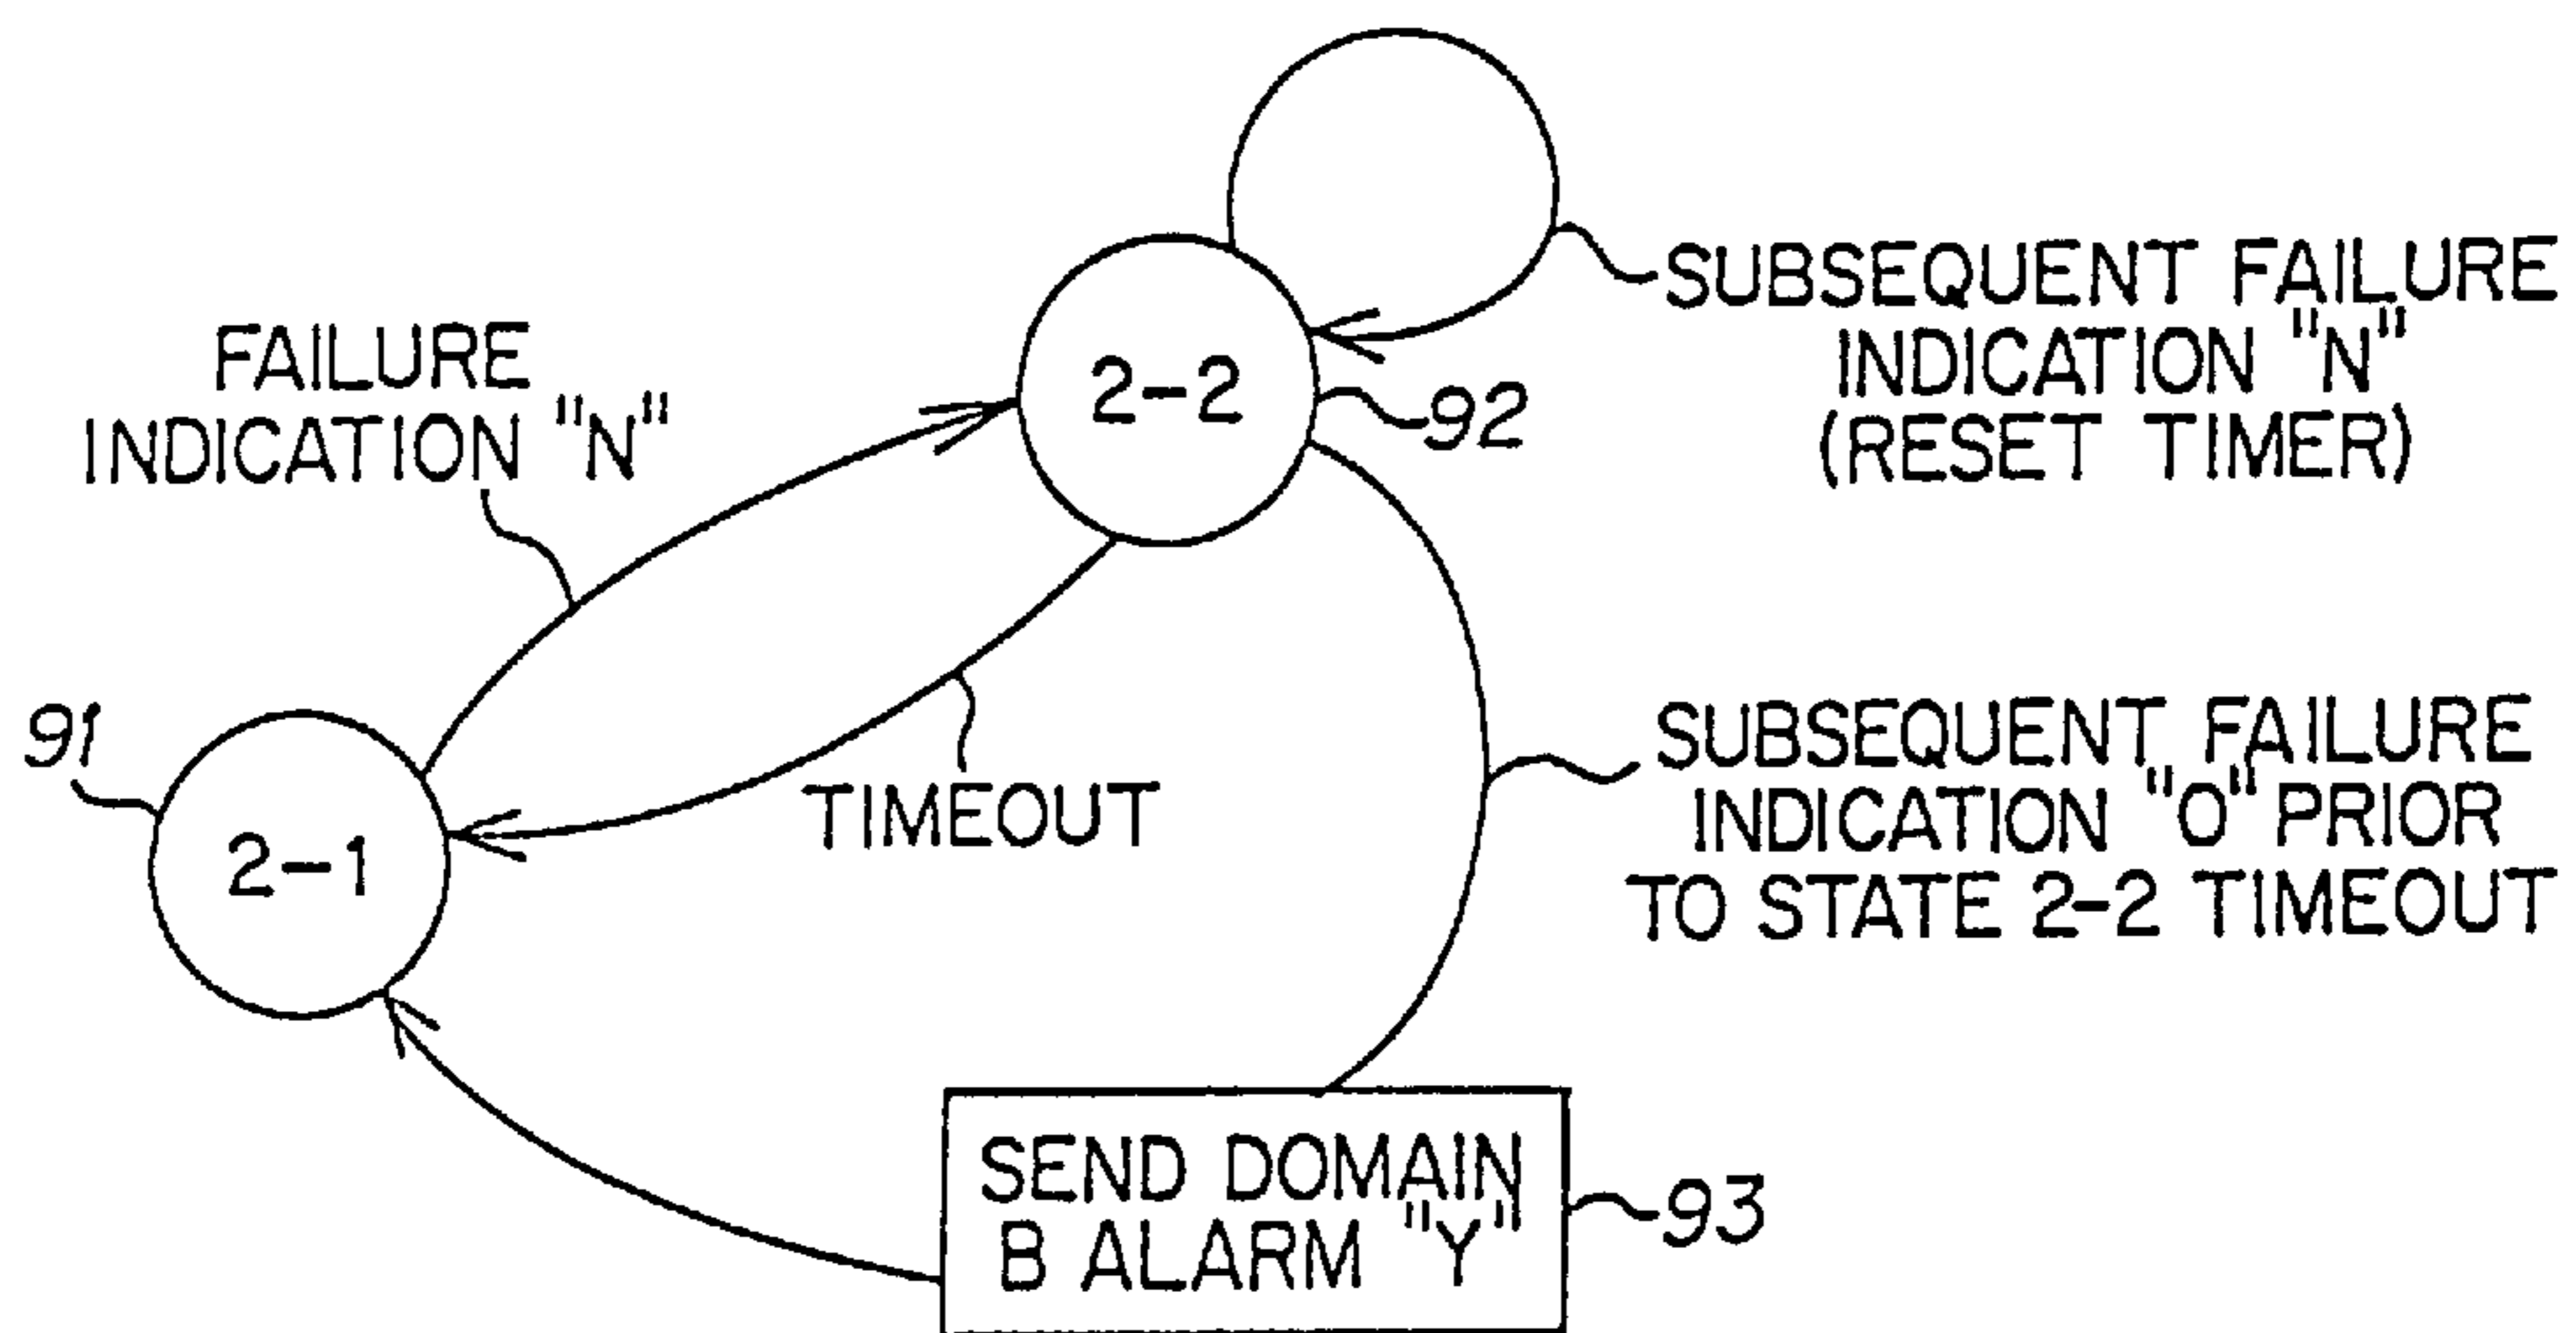 FAILURE
INDICATION "N"
2-2
92
SUBSEQUENT FAILURE
INDICATION "N"
(RESET TIMER)
91
2-1
TIMEOUT
SUBSEQUENT FAILURE
INDICATION "O" PRIOR
TO STATE 2-2 TIMEOUT
SEND DOMAIN
B ALARM "Y"
93